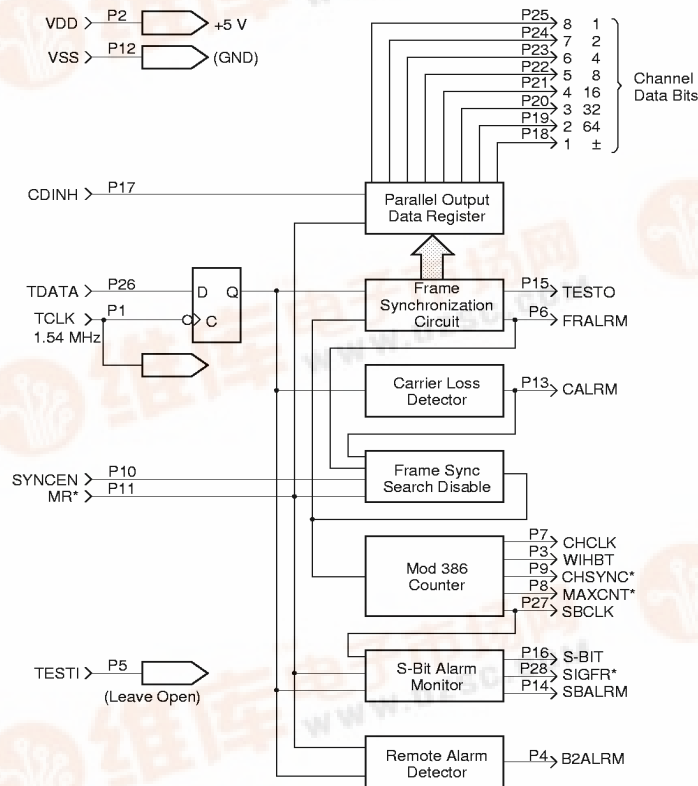 VDD P2 +5 V
VSS P12 (GND)
P25 8 1
P24 7 2
P23 6 4
P22 5 8
P21 4 16
P20 3 32
P19 2 64
P18 1 ±
Channel
Data Bits
CDINH P17
Parallel Output
Data Register
TDATA P26 D Q
TCLK P1 C
1.54 MHz
Frame
Synchronization
Circuit
P15 TESTO
P6 FRALRM
Carrier Loss
Detector
P13 CALRM
SYNCEN P10
MR* P11
Frame Sync
Search Disable
Mod 386
Counter
P7 CHCLK
P3 WIHBT
P9 CHSYNC*
P8 MAXCNT*
P27 SBCLK
TESTI P5
(Leave Open)
S-Bit Alarm
Monitor
P16 S-BIT
P28 SIGFR*
P14 SBALRM
Remote Alarm
Detector
P4 B2ALRM